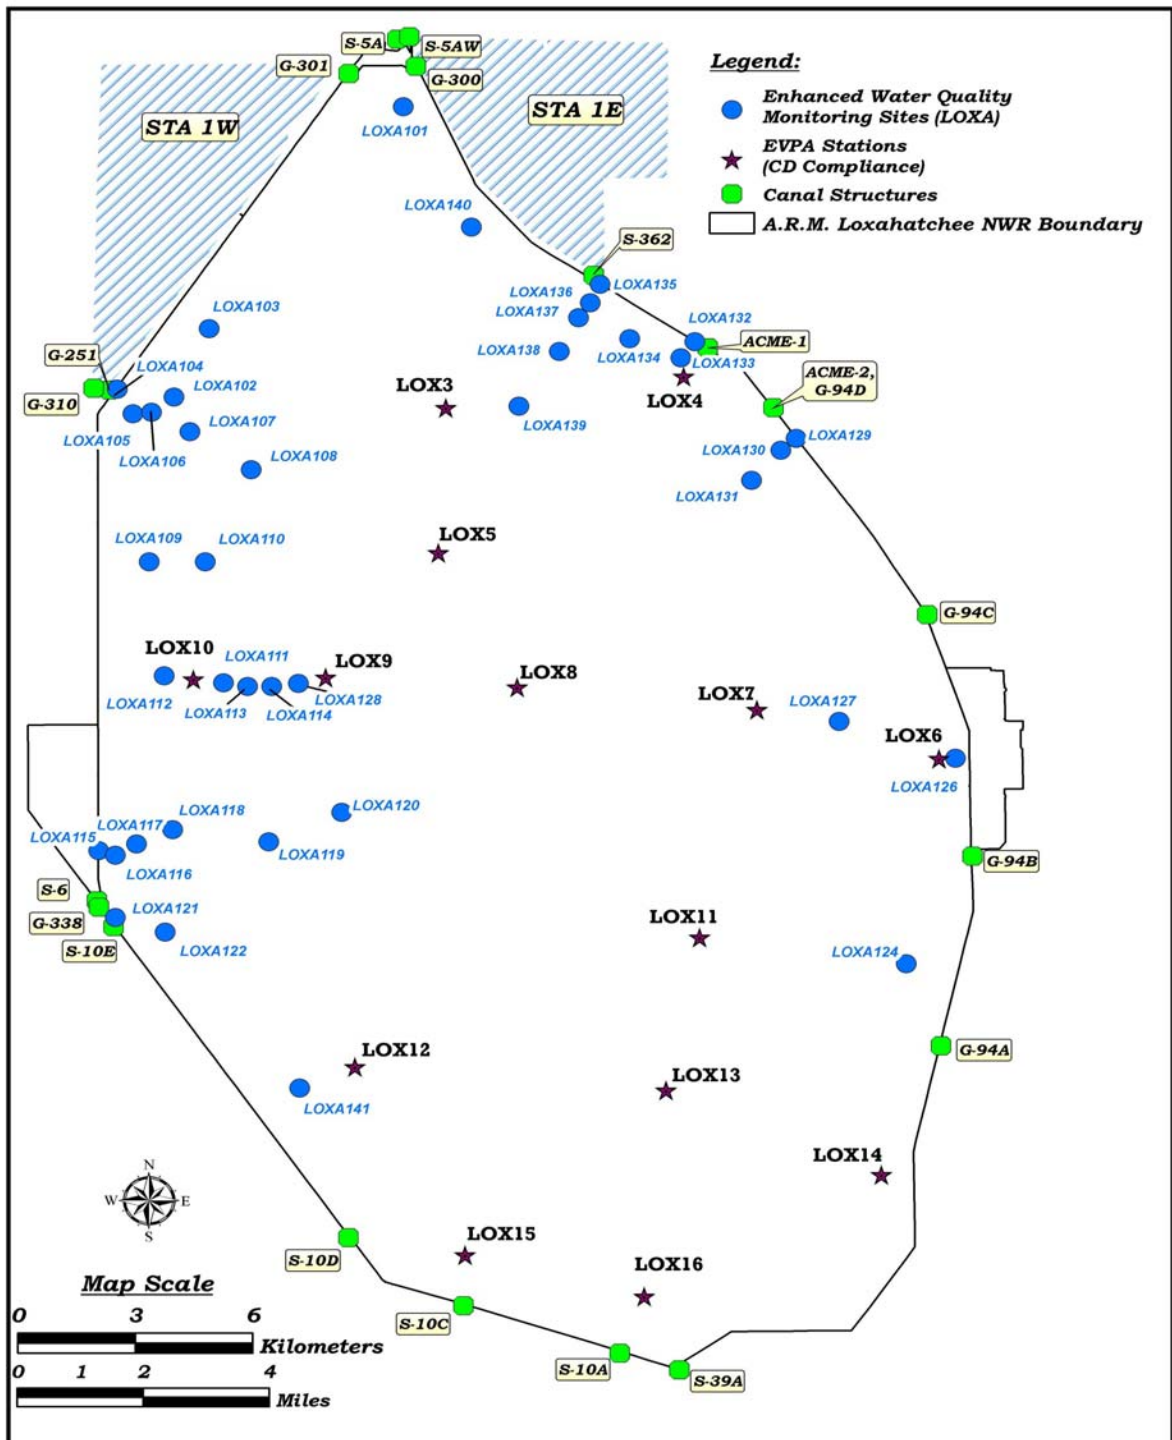 S-5A
S-5AW
G-301
G-300
Legend:
Enhanced Water Quality
Monitoring Sites (LOXA)
EVPA Stations
(CD Compliance)
Canal Structures
A.R.M. Loxahatchee NWR Boundary
STA 1W
STA 1E
LOXA101
LOXA140
S-362
LOXA135
LOXA136
LOXA137
LOXA103
LOXA132
ACME-1
LOXA138
LOXA134
LOXA133
G-251
LOXA104
LOXA102
G-310
LOX3
LOX4
ACME-2,
G-94D
LOXA105
LOXA107
LOXA139
LOXA129
LOXA130
LOXA106
LOXA108
LOXA131
LOXA109
LOXA110
LOX5
G-94C
LOX10
LOXA111
LOX9
LOX8
LOX7
LOXA112
LOXA113
LOXA114
LOXA128
LOXA127
LOX6
LOXA126
LOXA120
LOXA118
LOXA117
LOXA115
LOXA119
LOXA116
G-94B
S-6
LOXA121
G-338
S-10E
LOXA122
LOX11
LOXA124
G-94A
LOX12
LOX13
LOXA141
LOX14
N
W
E
S
LOX15
S-10D
LOX16
Map Scale
0 3 6
Kilometers
0 1 2 4
Miles
S-10C
S-10A
S-39A